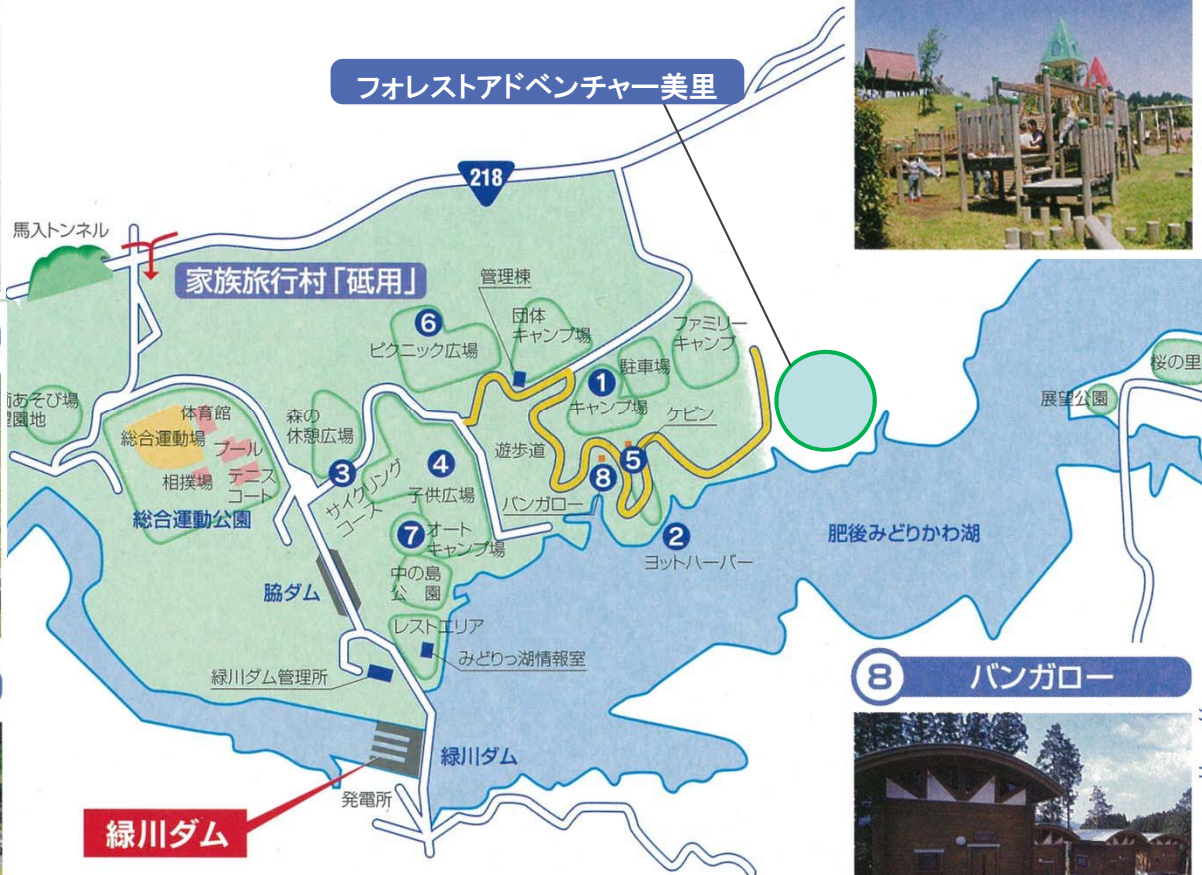 フォレストアドベンチャー美里
218
馬入トンネル
家族旅行村「砥用」
管理棟
6
ピクニック広場
団体
キャンプ場
ファミリー
キャンプ
駐車場
1
キャンプ場
ケビン
桜の里
展望公園
あそび場
園地
体育館
総合運動場
プール
相撲場
テニス
コート
総合運動公園
森の
休憩広場
3
サイクリング
コース
4
子供広場
遊歩道
5
8
バンガロー
7
オート
キャンプ場
2
ヨットハーバー
肥後みどりかわ湖
中の島
公園
脇ダム
レストエリア
みどりっ湖情報室
緑川ダム管理所
緑川ダム
発電所
緑川ダム
8
バンガロー